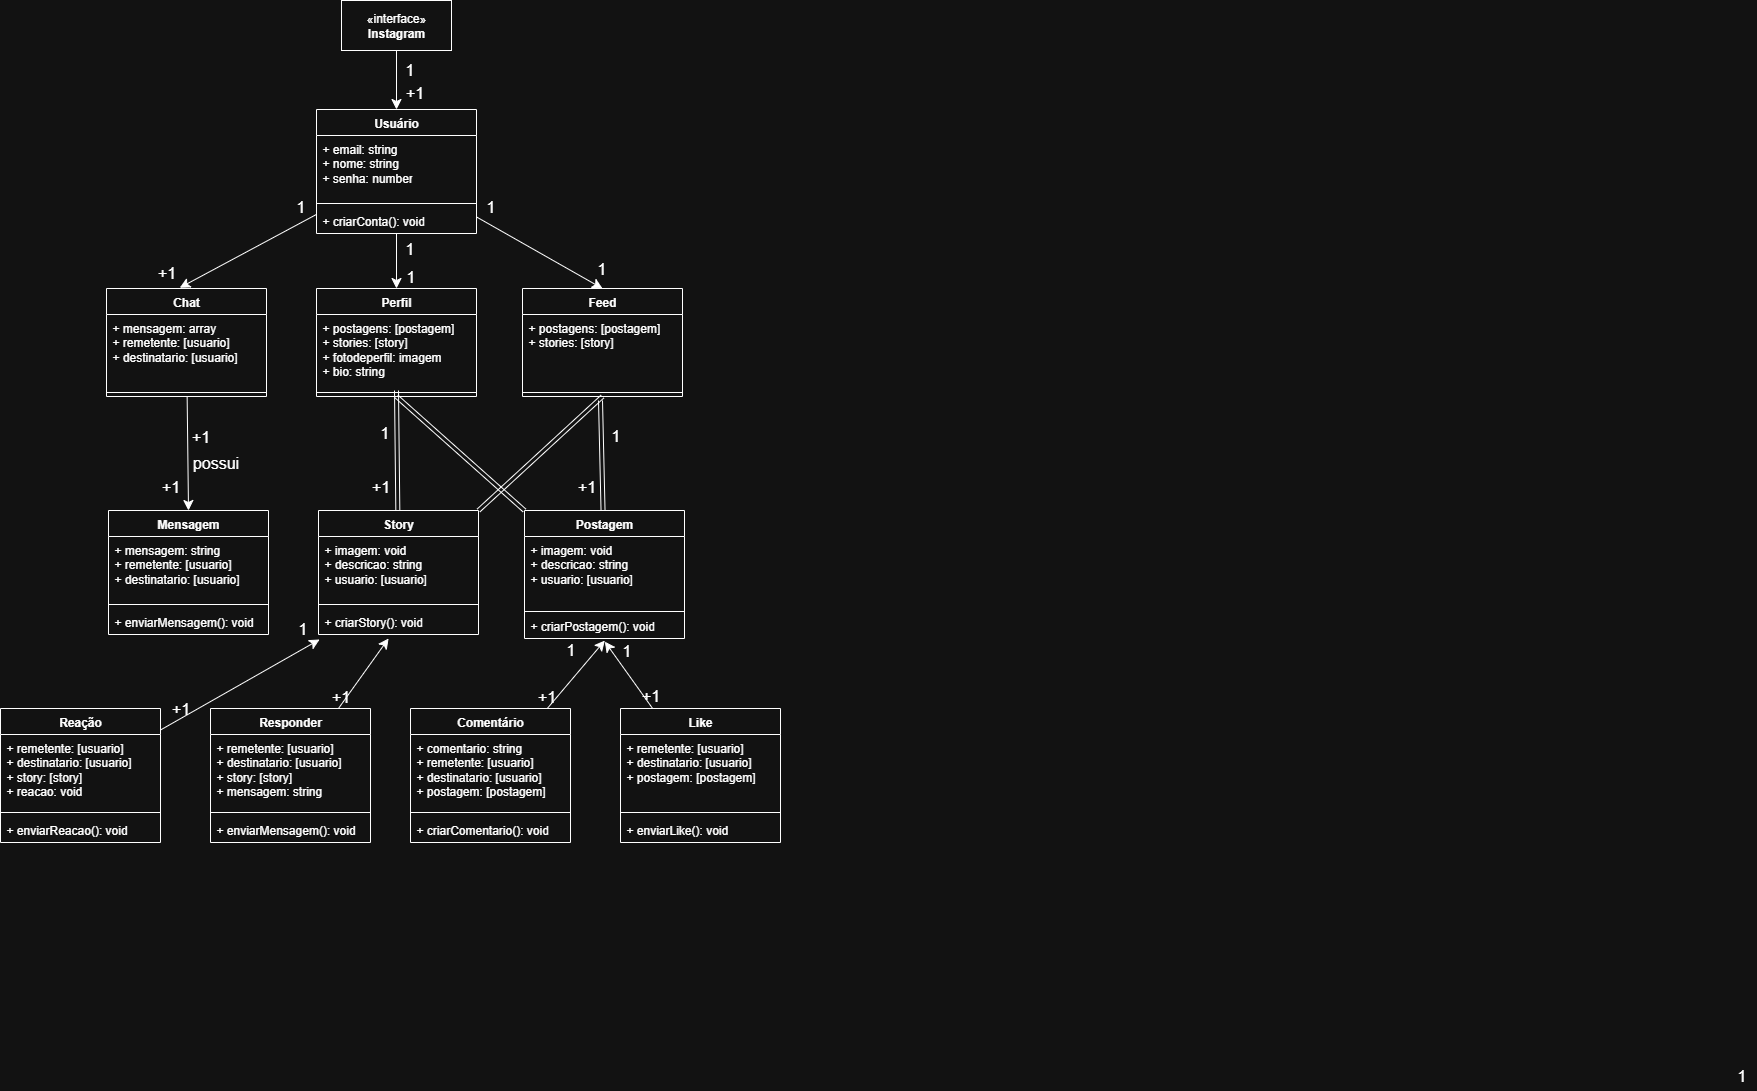 «interface»
Instagram
1
+1
Usuário
+ email: string
+ nome: string
+ senha: number
+ criarConta(): void
1
1
1
+1
1
1
Chat
+ mensagem: array
+ remetente: [usuario]
+ destinatario: [usuario]
Perfil
+ postagens: [postagem]
+ stories: [story]
+ fotodeperfil: imagem
+ bio: string
Feed
+ postagens: [postagem]
+ stories: [story]
+1
possui
+1
1
+1
1
+1
Mensagem
+ mensagem: string
+ remetente: [usuario]
+ destinatario: [usuario]
+ enviarMensagem(): void
Story
+ imagem: void
+ descricao: string
+ usuario: [usuario]
+ criarStory(): void
Postagem
+ imagem: void
+ descricao: string
+ usuario: [usuario]
+ criarPostagem(): void
1
1
1
+1
+1
+1
+1
Reação
+ remetente: [usuario]
+ destinatario: [usuario]
+ story: [story]
+ reacao: void
+ enviarReacao(): void
Responder
+ remetente: [usuario]
+ destinatario: [usuario]
+ story: [story]
+ mensagem: string
+ enviarMensagem(): void
Comentário
+ comentario: string
+ remetente: [usuario]
+ destinatario: [usuario]
+ postagem: [postagem]
+ criarComentario(): void
Like
+ remetente: [usuario]
+ destinatario: [usuario]
+ postagem: [postagem]
+ enviarLike(): void
1